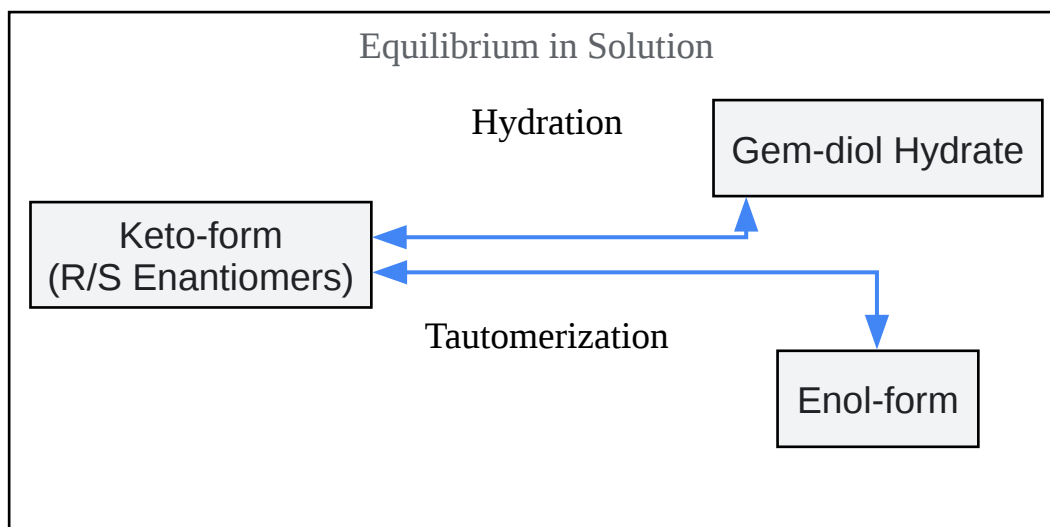 Equilibrium in Solution
Hydration
Gem-diol Hydrate
Keto-form
(R/S Enantiomers)
Tautomerization
Enol-form